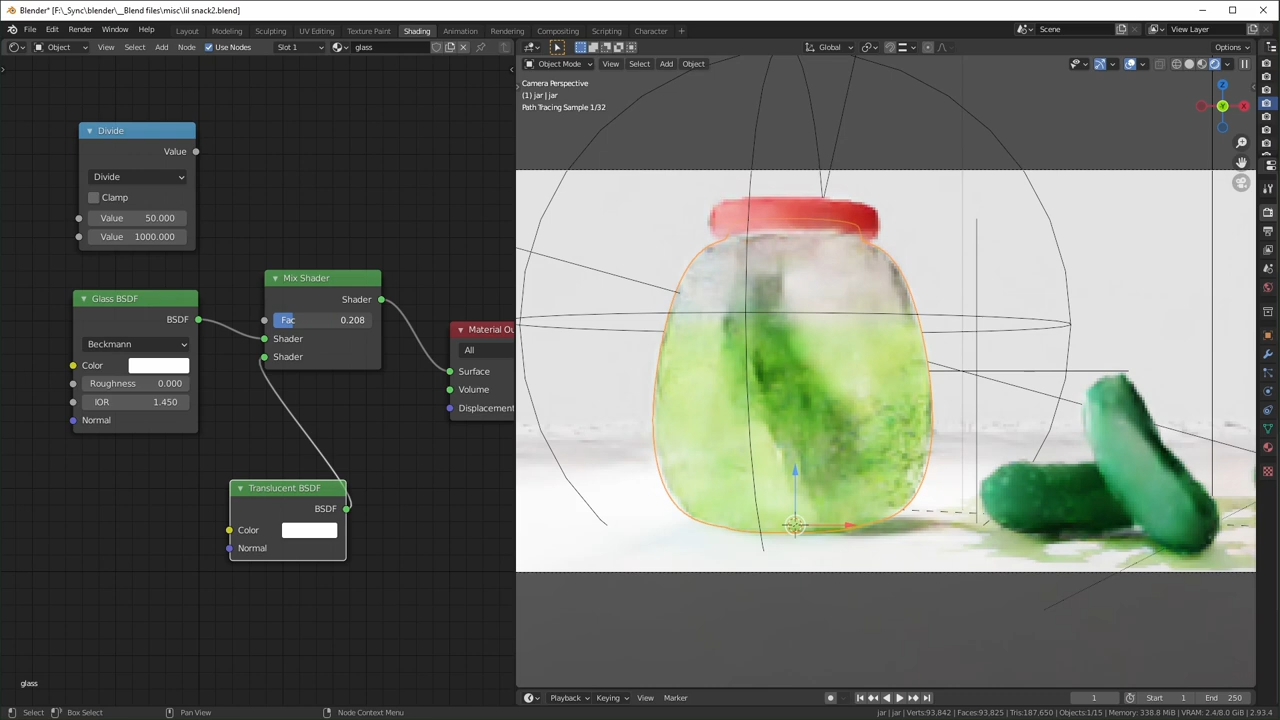 Blender* [F:\_Sync\blender\__Blend files\misc\lil snack2.blend]
File Edit Render Window Help Layout Modeling Sculpting UV Editing Texture Paint Shading Animation Rendering Compositing Scripting Character + Scene View Layer
Object View Select Add Node Use Nodes Slot 1 glass Global Options
Object Mode View Select Add Object
Camera Perspective
(1) jar | jar
Path Tracing Sample 1/32
Z
Y
X
Divide
Value
Divide
Clamp
Value 50.000
Value 1000.000
Mix Shader
Shader
Fac 0.208
Shader
Shader
Glass BSDF
BSDF
Beckmann
Color
Roughness 0.000
IOR 1.450
Normal
Material Ou
All
Surface
Volume
Displacement
Translucent BSDF
BSDF
Color
Normal
glass
Playback Keying View Marker 1 Start 1 End 250
Select Box Select Pan View Node Context Menu jar | jar | Verts:93,842 | Faces:93,825 | Tris:187,650 | Objects:1/15 | Memory: 338.8 MiB | VRAM: 2.4/8.0 GiB | 2.93.4